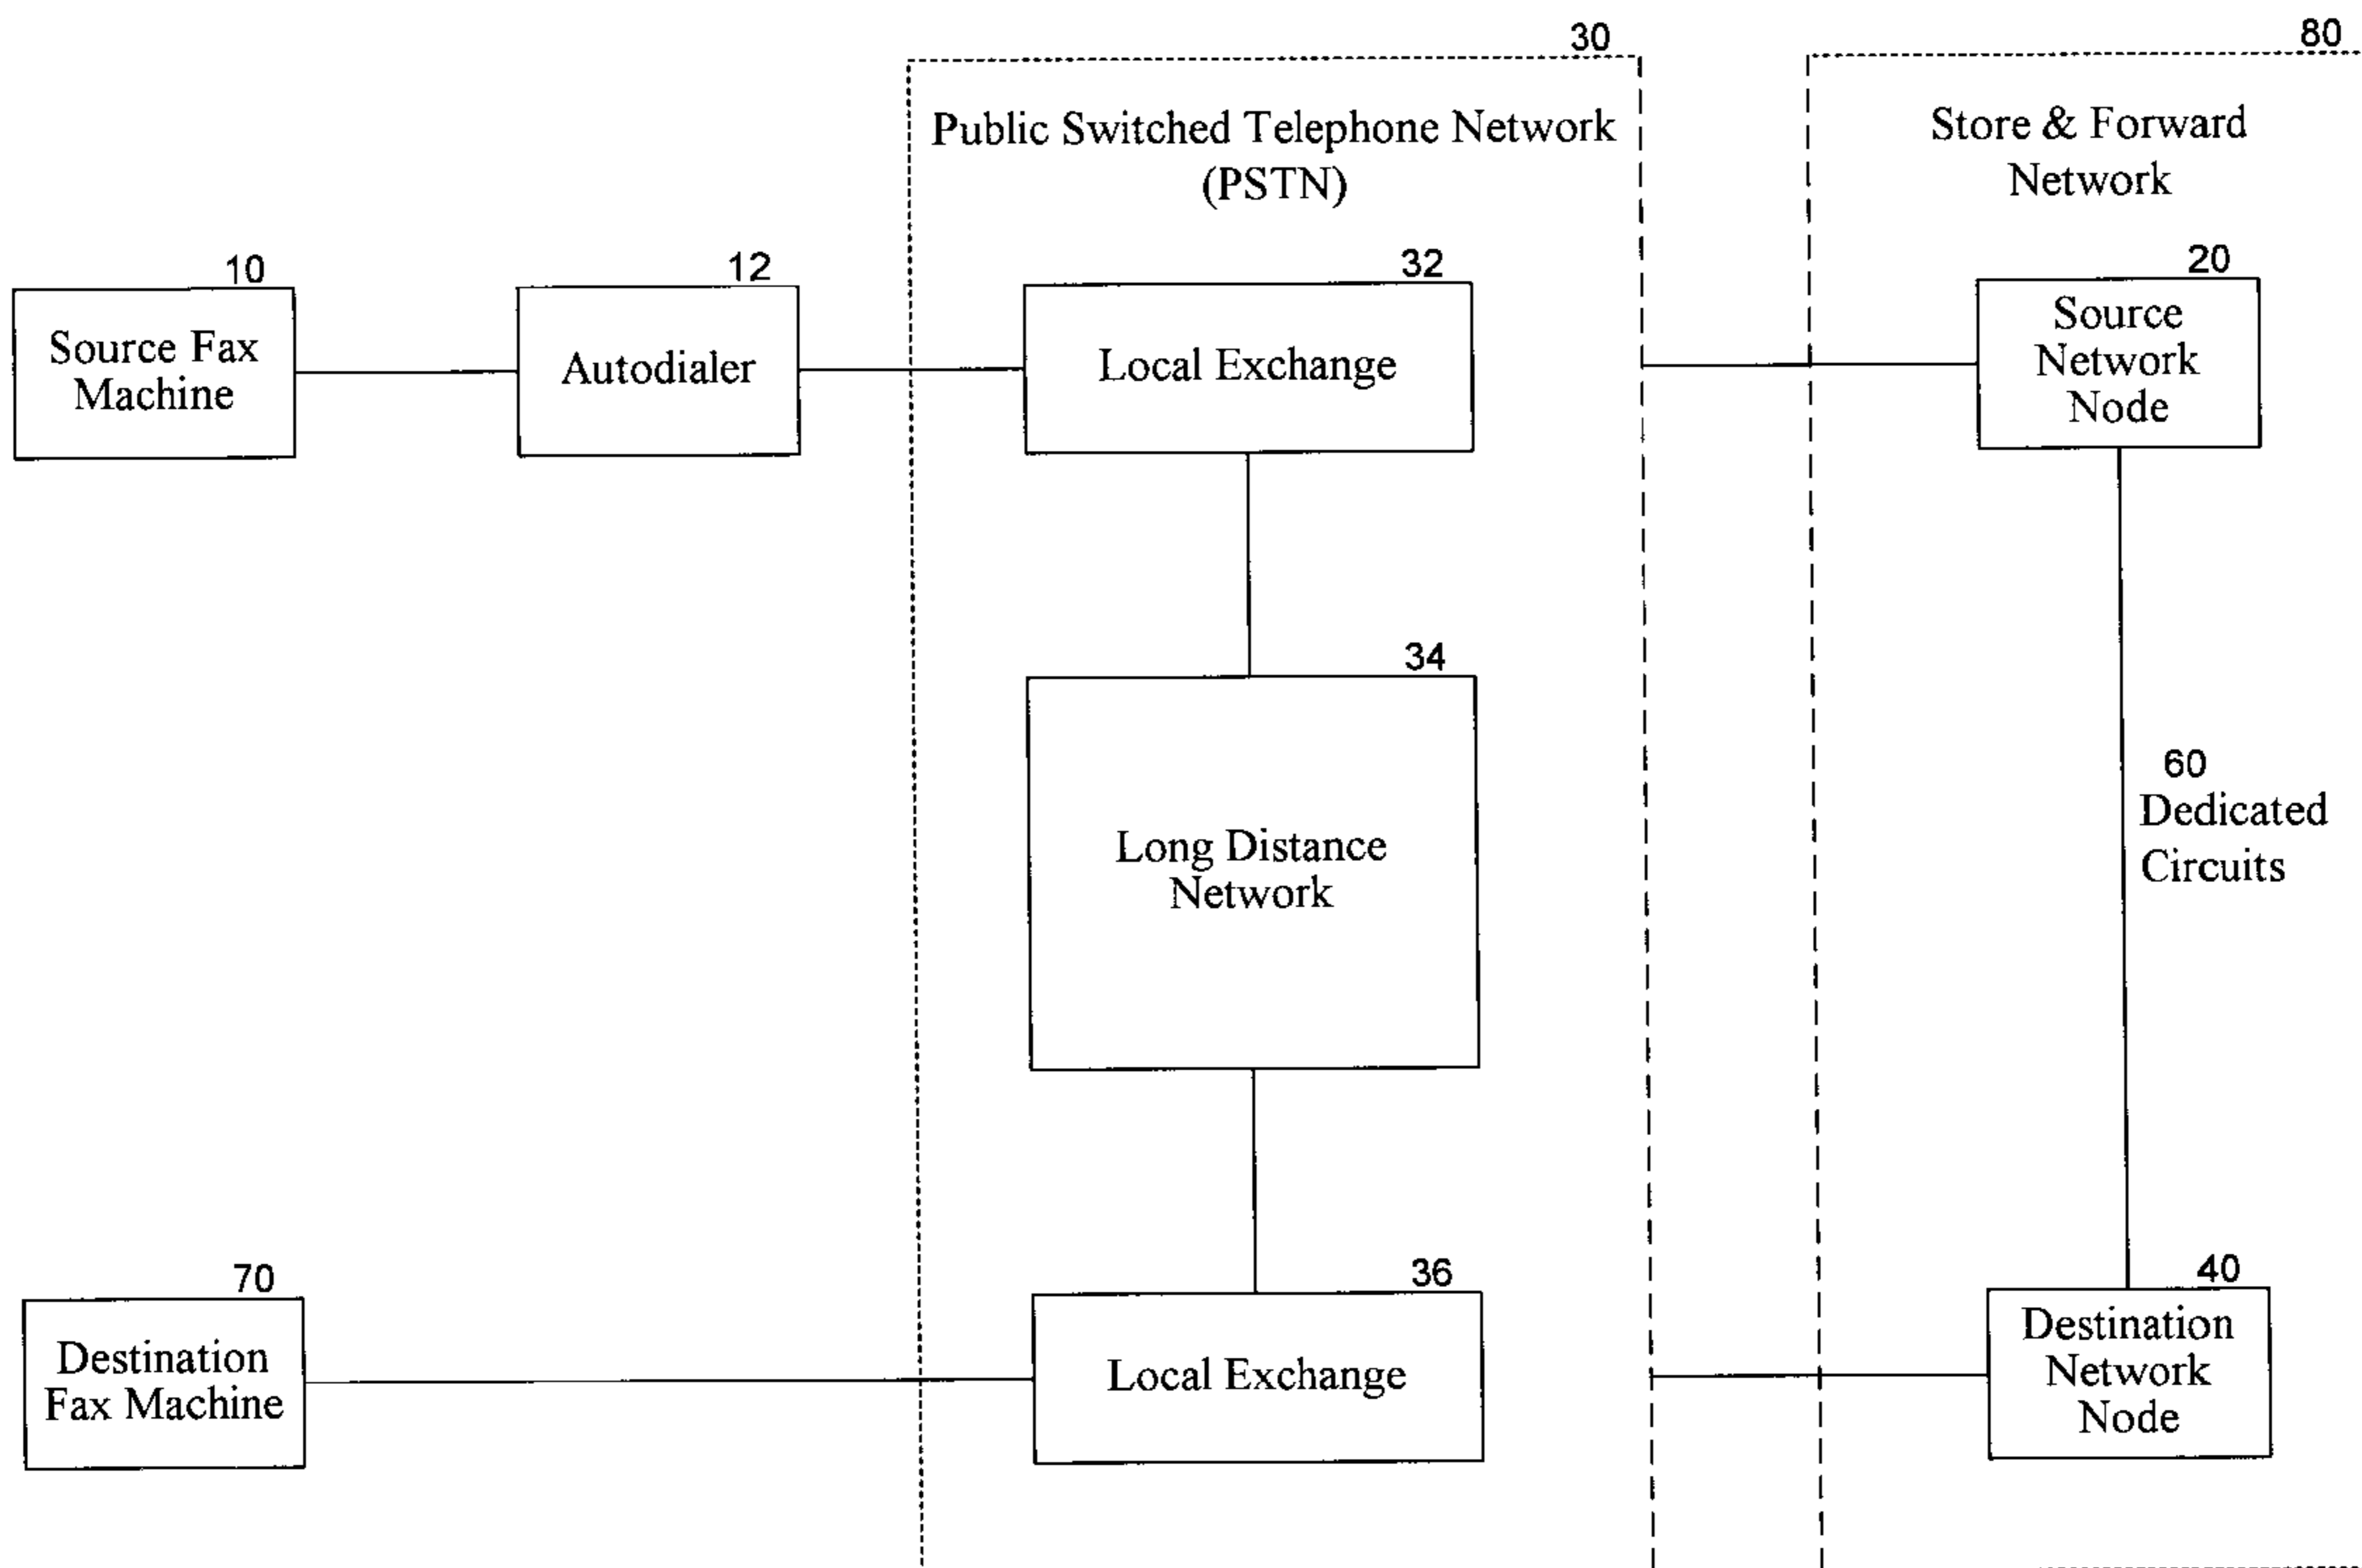 30
80
Public Switched Telephone Network
(PSTN)
Store & Forward
Network
10
Source Fax
Machine
12
Autodialer
32
Local Exchange
20
Source
Network
Node
34
Long Distance
Network
60
Dedicated
Circuits
70
Destination
Fax Machine
36
Local Exchange
40
Destination
Network
Node